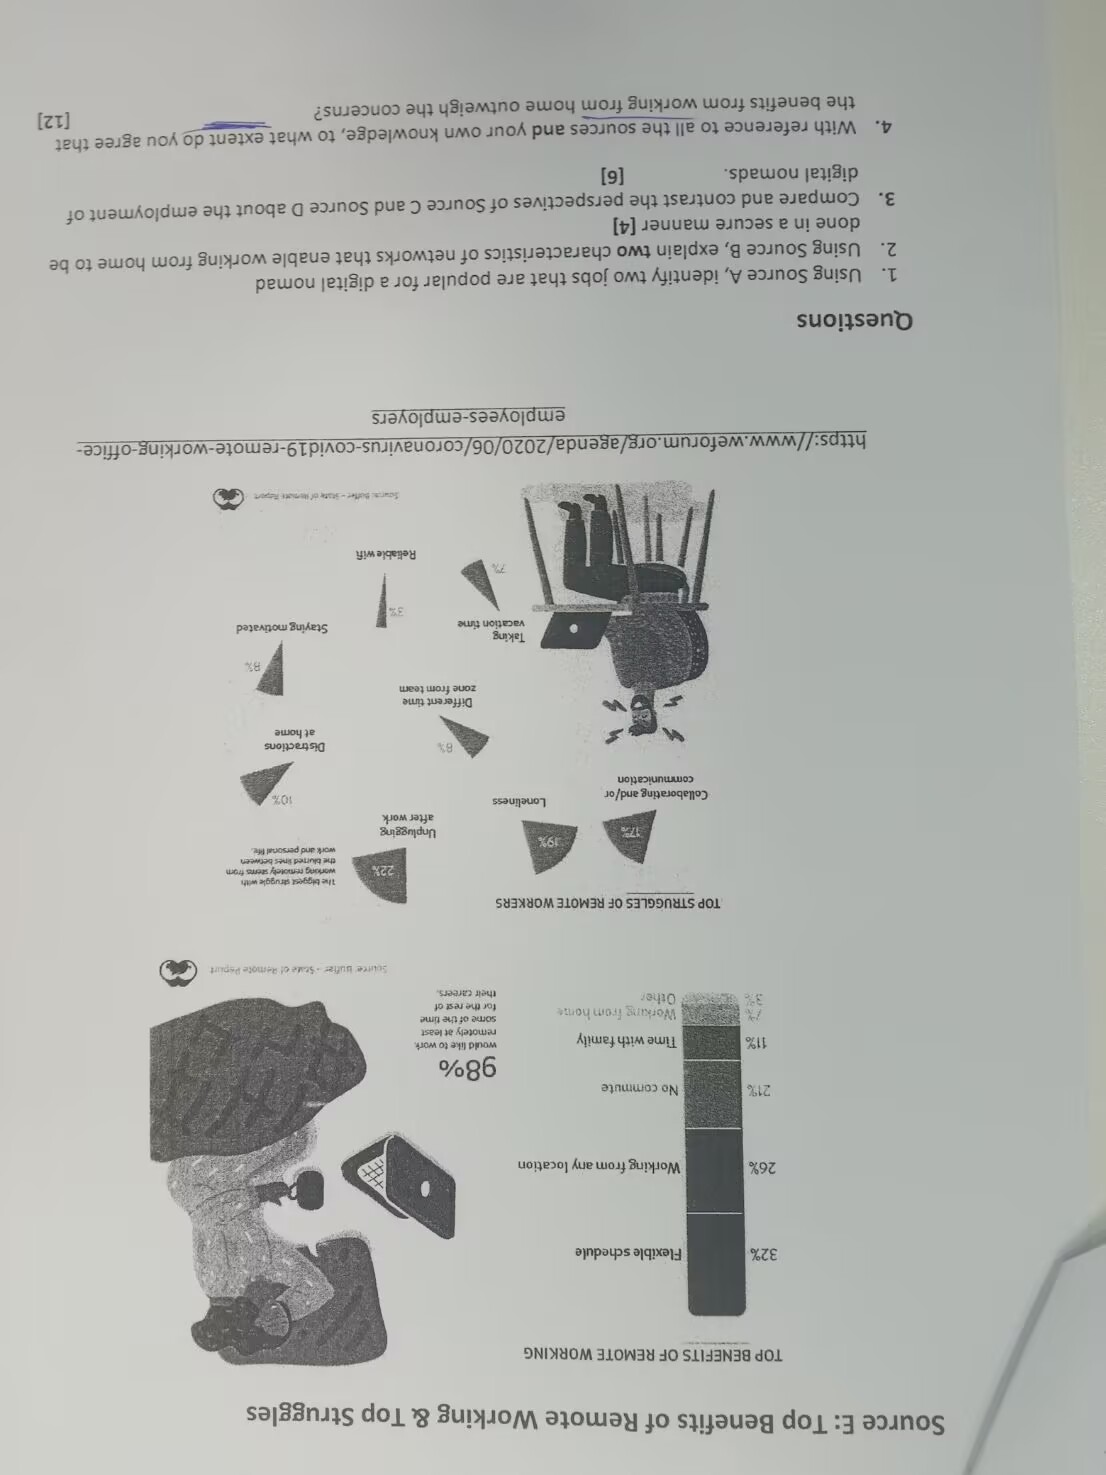 Source E: Top Benefits of Remote Working & Top Struggles
TOP BENEFITS OF REMOTE WORKING
32% Flexible schedule
26% Working from any location
21% No commute
11% Time with family
7% Working from home
3% Other
98%
would like to work
remotely at least
some of the time
for the rest of
their careers.
Source: Buffer - State of Remote Report
TOP STRUGGLES OF REMOTE WORKERS
17%
Collaborating and/or
communication
19%
Loneliness
22%
Unplugging
after work
The biggest struggle with
working remotely stems from
the blurred lines between
work and personal life.
10%
Distractions
at home
8%
Different time
zone from team
8%
Staying motivated
Taking
vacation time
7%
3%
Reliable wifi
Source: Buffer - State of Remote Report
https://www.weforum.org/agenda/2020/06/coronavirus-covid19-remote-working-office-
employees-employers
Questions
1. Using Source A, identify two jobs that are popular for a digital nomad
2. Using Source B, explain two characteristics of networks that enable working from home to be
done in a secure manner [4]
3. Compare and contrast the perspectives of Source C and Source D about the employment of
digital nomads. [6]
4. With reference to all the sources and your own knowledge, to what extent do you agree that
the benefits from working from home outweigh the concerns? [12]